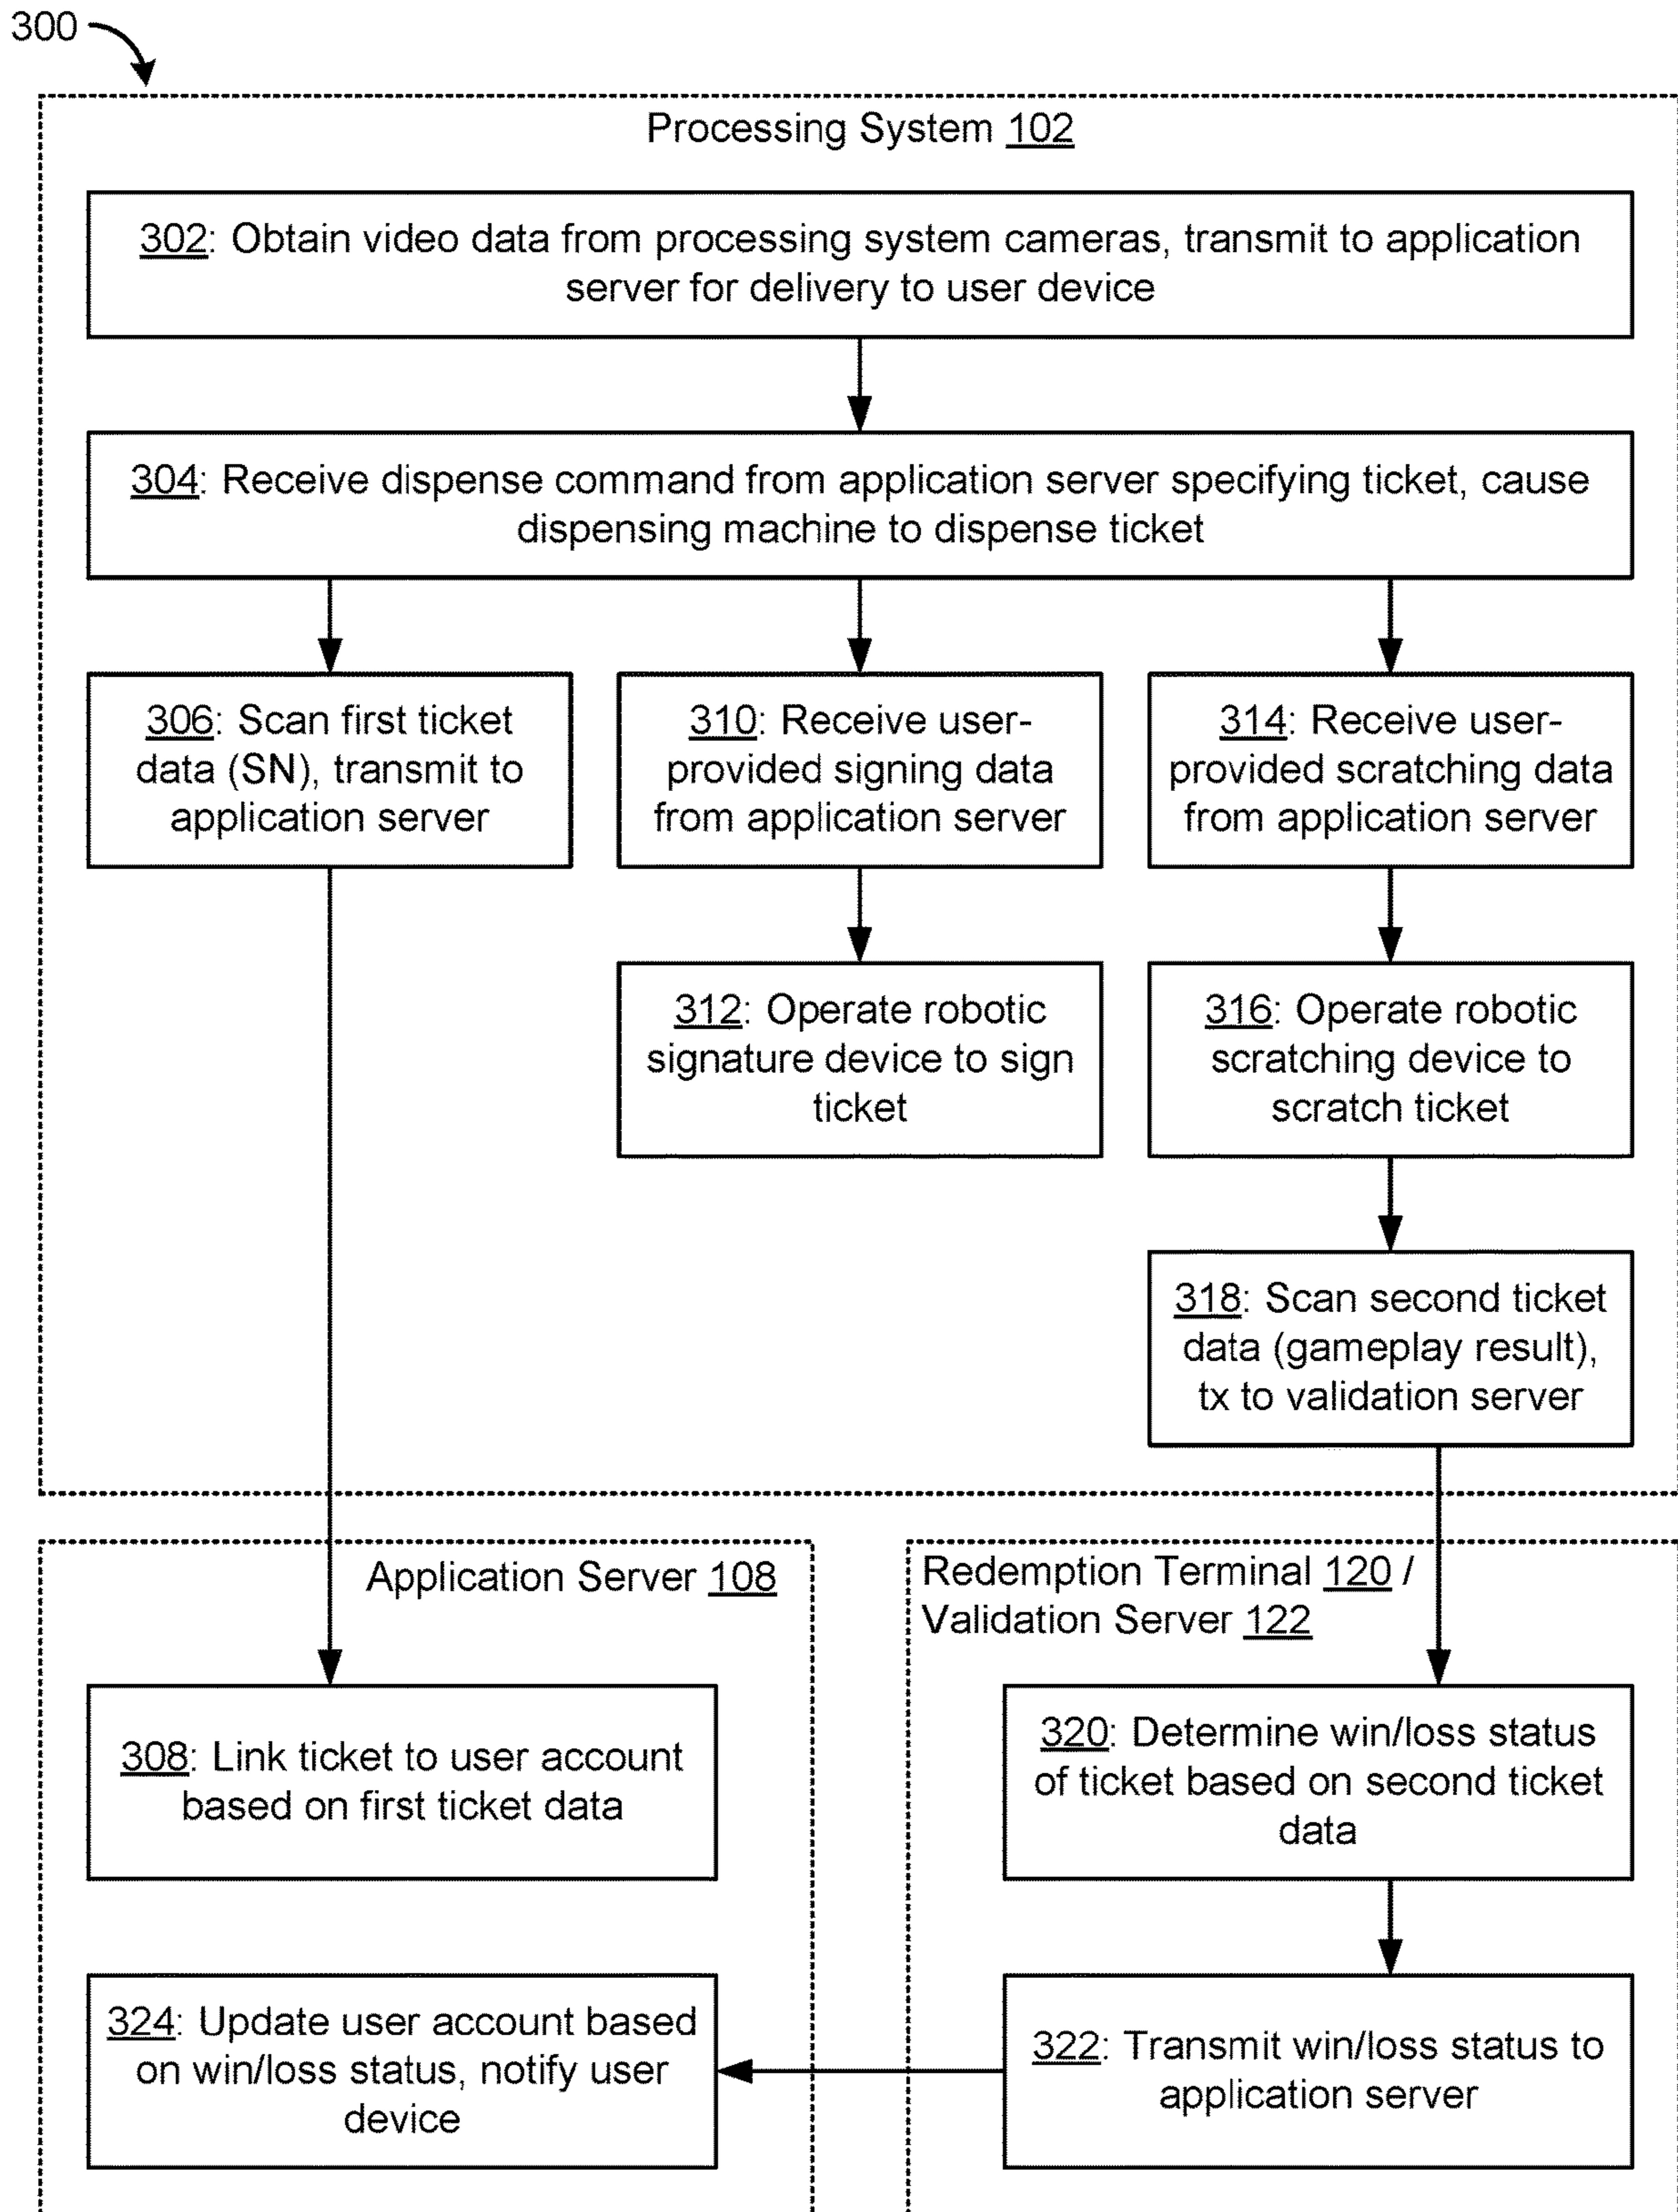 300
Processing System 102
302: Obtain video data from processing system cameras, transmit to application
server for delivery to user device
304: Receive dispense command from application server specifying ticket, cause
dispensing machine to dispense ticket
306: Scan first ticket
data (SN), transmit to
application server
310: Receive user-
provided signing data
from application server
314: Receive user-
provided scratching data
from application server
312: Operate robotic
signature device to sign
ticket
316: Operate robotic
scratching device to
scratch ticket
318: Scan second ticket
data (gameplay result),
tx to validation server
Application Server 108
Redemption Terminal 120 /
Validation Server 122
308: Link ticket to user account
based on first ticket data
320: Determine win/loss status
of ticket based on second ticket
data
324: Update user account based
on win/loss status, notify user
device
322: Transmit win/loss status to
application server